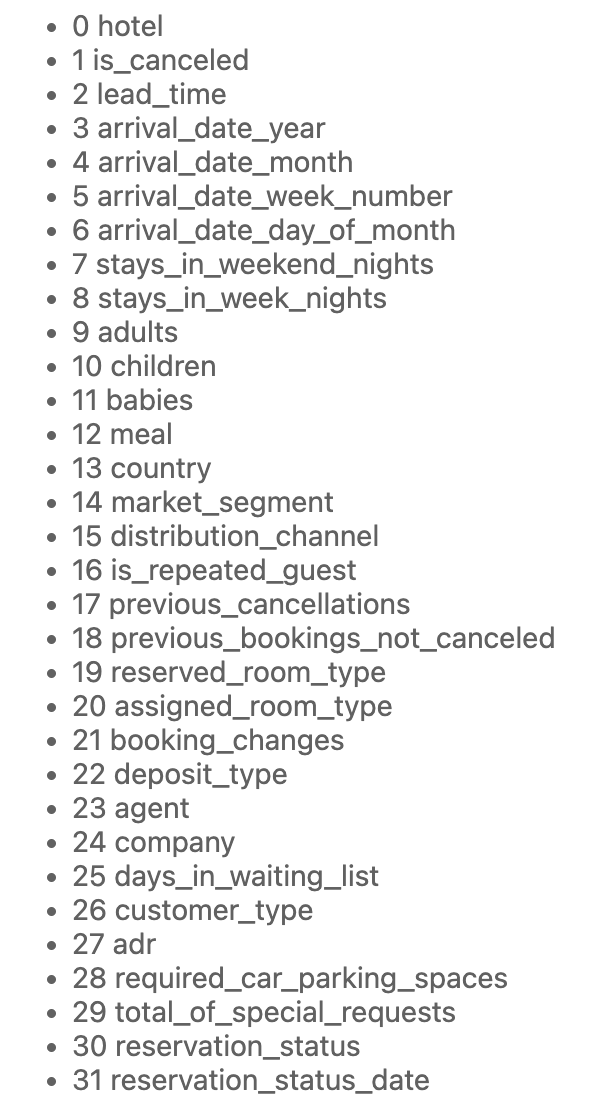 • 0 hotel
• 1 is_canceled
• 2 lead_time
• 3 arrival_date_year
• 4 arrival_date_month
• 5 arrival_date_week_number
• 6 arrival_date_day_of_month
• 7 stays_in_weekend_nights
• 8 stays_in_week_nights
• 9 adults
• 10 children
• 11 babies
• 12 meal
• 13 country
• 14 market_segment
• 15 distribution_channel
• 16 is_repeated_guest
• 17 previous_cancellations
• 18 previous_bookings_not_canceled
• 19 reserved_room_type
• 20 assigned_room_type
• 21 booking_changes
• 22 deposit_type
• 23 agent
• 24 company
• 25 days_in_waiting_list
• 26 customer_type
• 27 adr
• 28 required_car_parking_spaces
• 29 total_of_special_requests
• 30 reservation_status
• 31 reservation_status_date